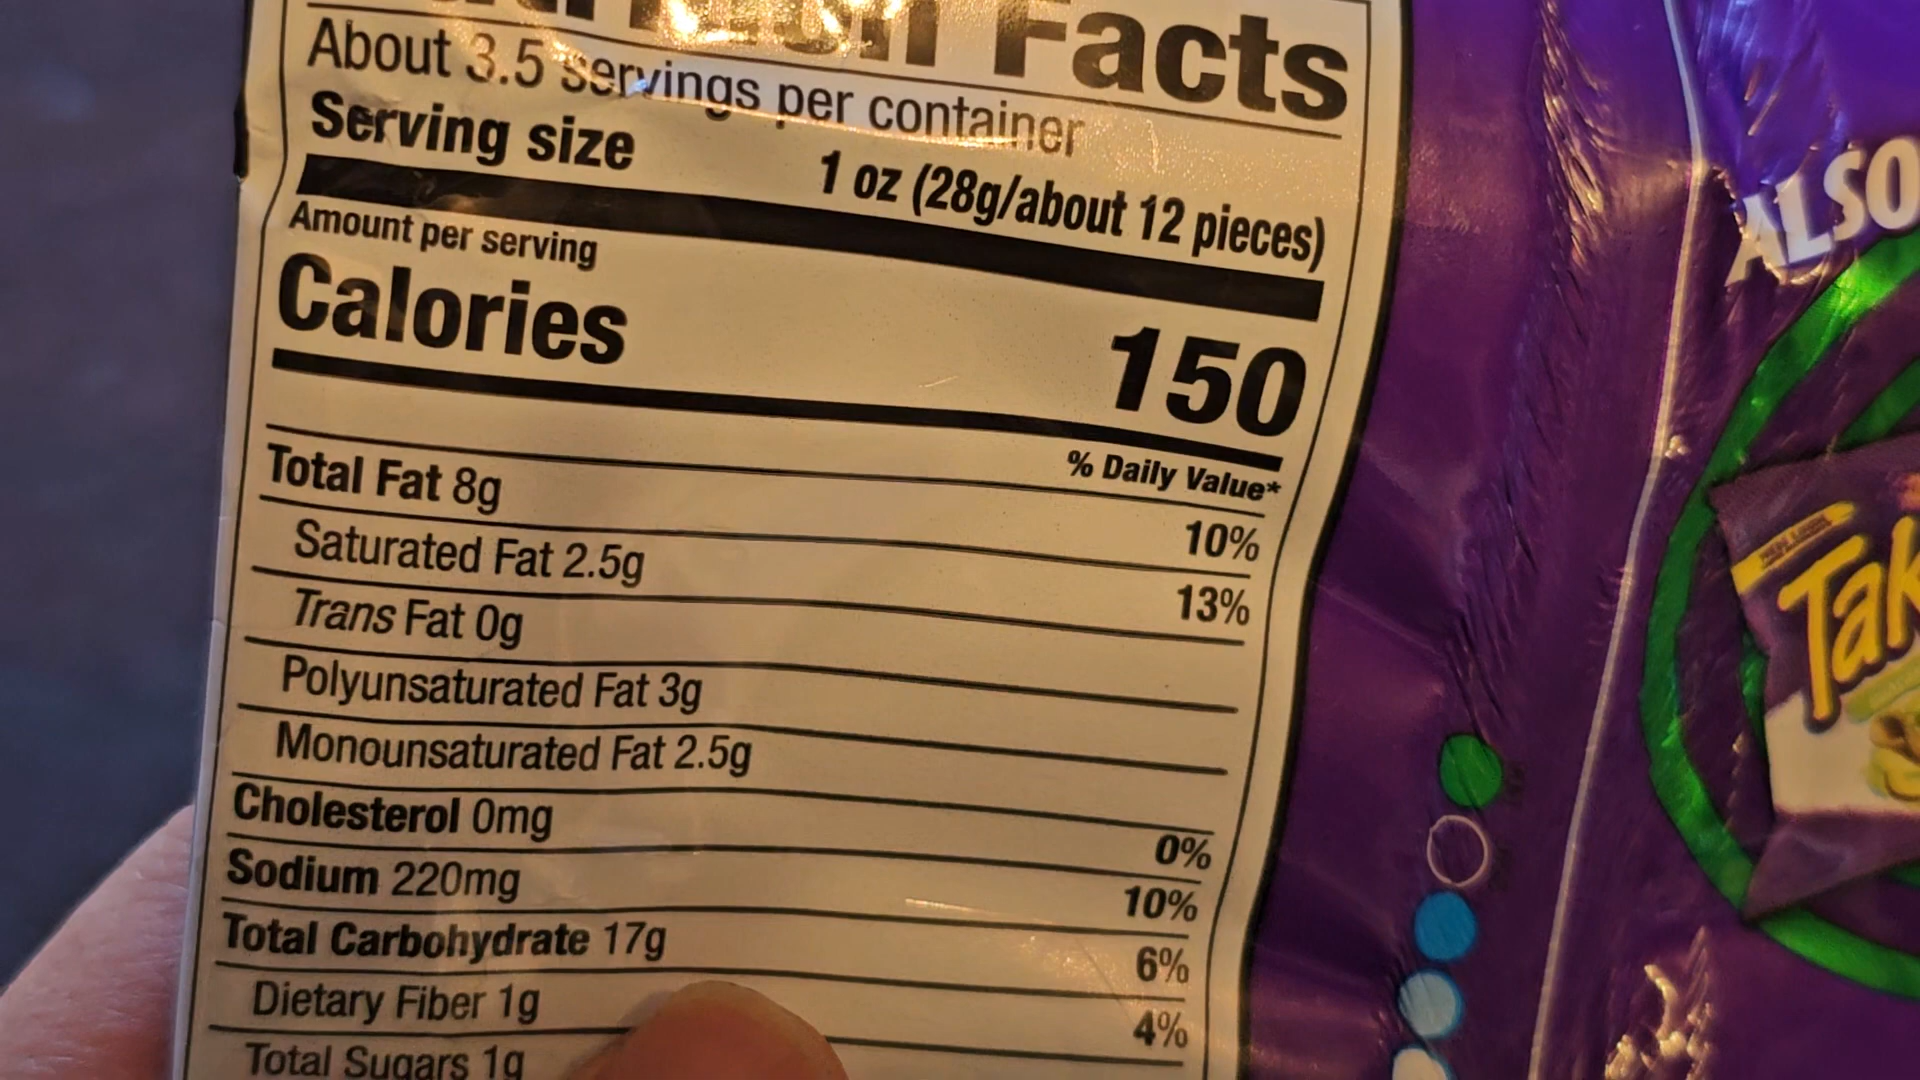 Facts
About 3.5 servings per container
Serving size 1 oz (28g/about 12 pieces)
Amount per serving
Calories 150
% Daily Value*
Total Fat 8g 10%
Saturated Fat 2.5g 13%
Trans Fat 0g
Polyunsaturated Fat 3g
Monounsaturated Fat 2.5g
Cholesterol 0mg 0%
Sodium 220mg 10%
Total Carbohydrate 17g 6%
Dietary Fiber 1g 4%
Total Sugars 1g
ALSO
Tak